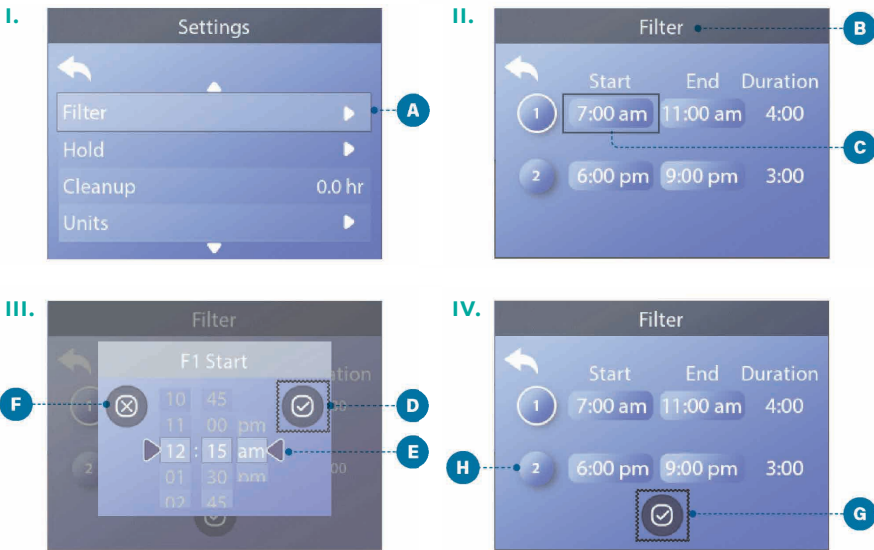 I.
Settings
Filter
A
Hold
Cleanup 0.0 hr
Units
II.
Filter
B
Start End Duration
1 7:00 am 11:00 am 4:00
C
2 6:00 pm 9:00 pm 3:00
III.
Filter
F1 Start
F
1
10 45
D
11 00 pm
12 : 15 am
E
2
01 30 pm
02 45
IV.
Filter
Start End Duration
1 7:00 am 11:00 am 4:00
H
2 6:00 pm 9:00 pm 3:00
G